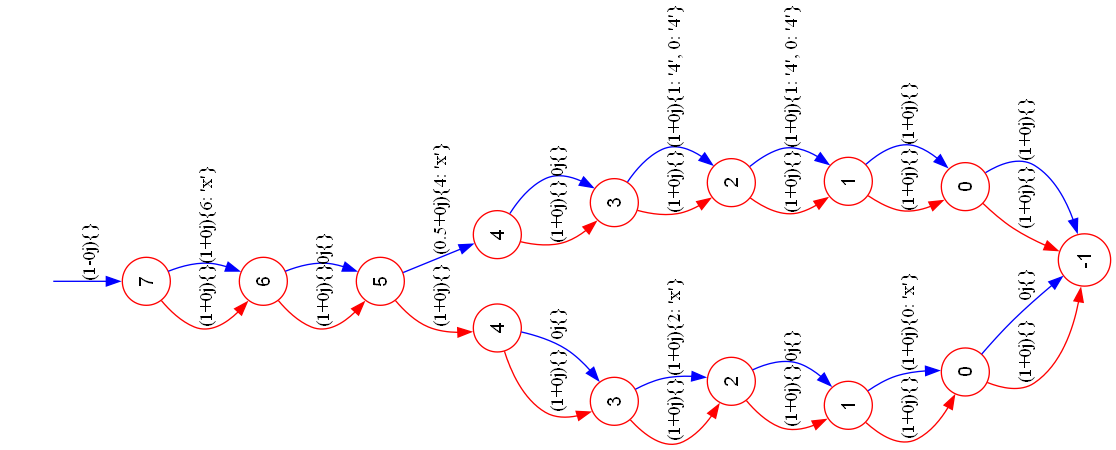 (1-0j){}
7
(1+0j){}
(1+0j){6: 'x'}
6
(1+0j){}
0j{}
5
(1+0j){}
(0.5+0j){4: 'x'}
4
(1+0j){}
0j{}
3
(1+0j){}
(1+0j){1: '4', 0: '4'}
2
(1+0j){}
(1+0j){1: '4', 0: '4'}
1
(1+0j){}
(1+0j){}
0
(1+0j){}
(1+0j){}
-1
4
(1+0j){}
0j{}
3
(1+0j){}
(1+0j){2: 'x'}
2
(1+0j){}
0j{}
1
(1+0j){}
(1+0j){0: 'x'}
0
(1+0j){}
0j{}